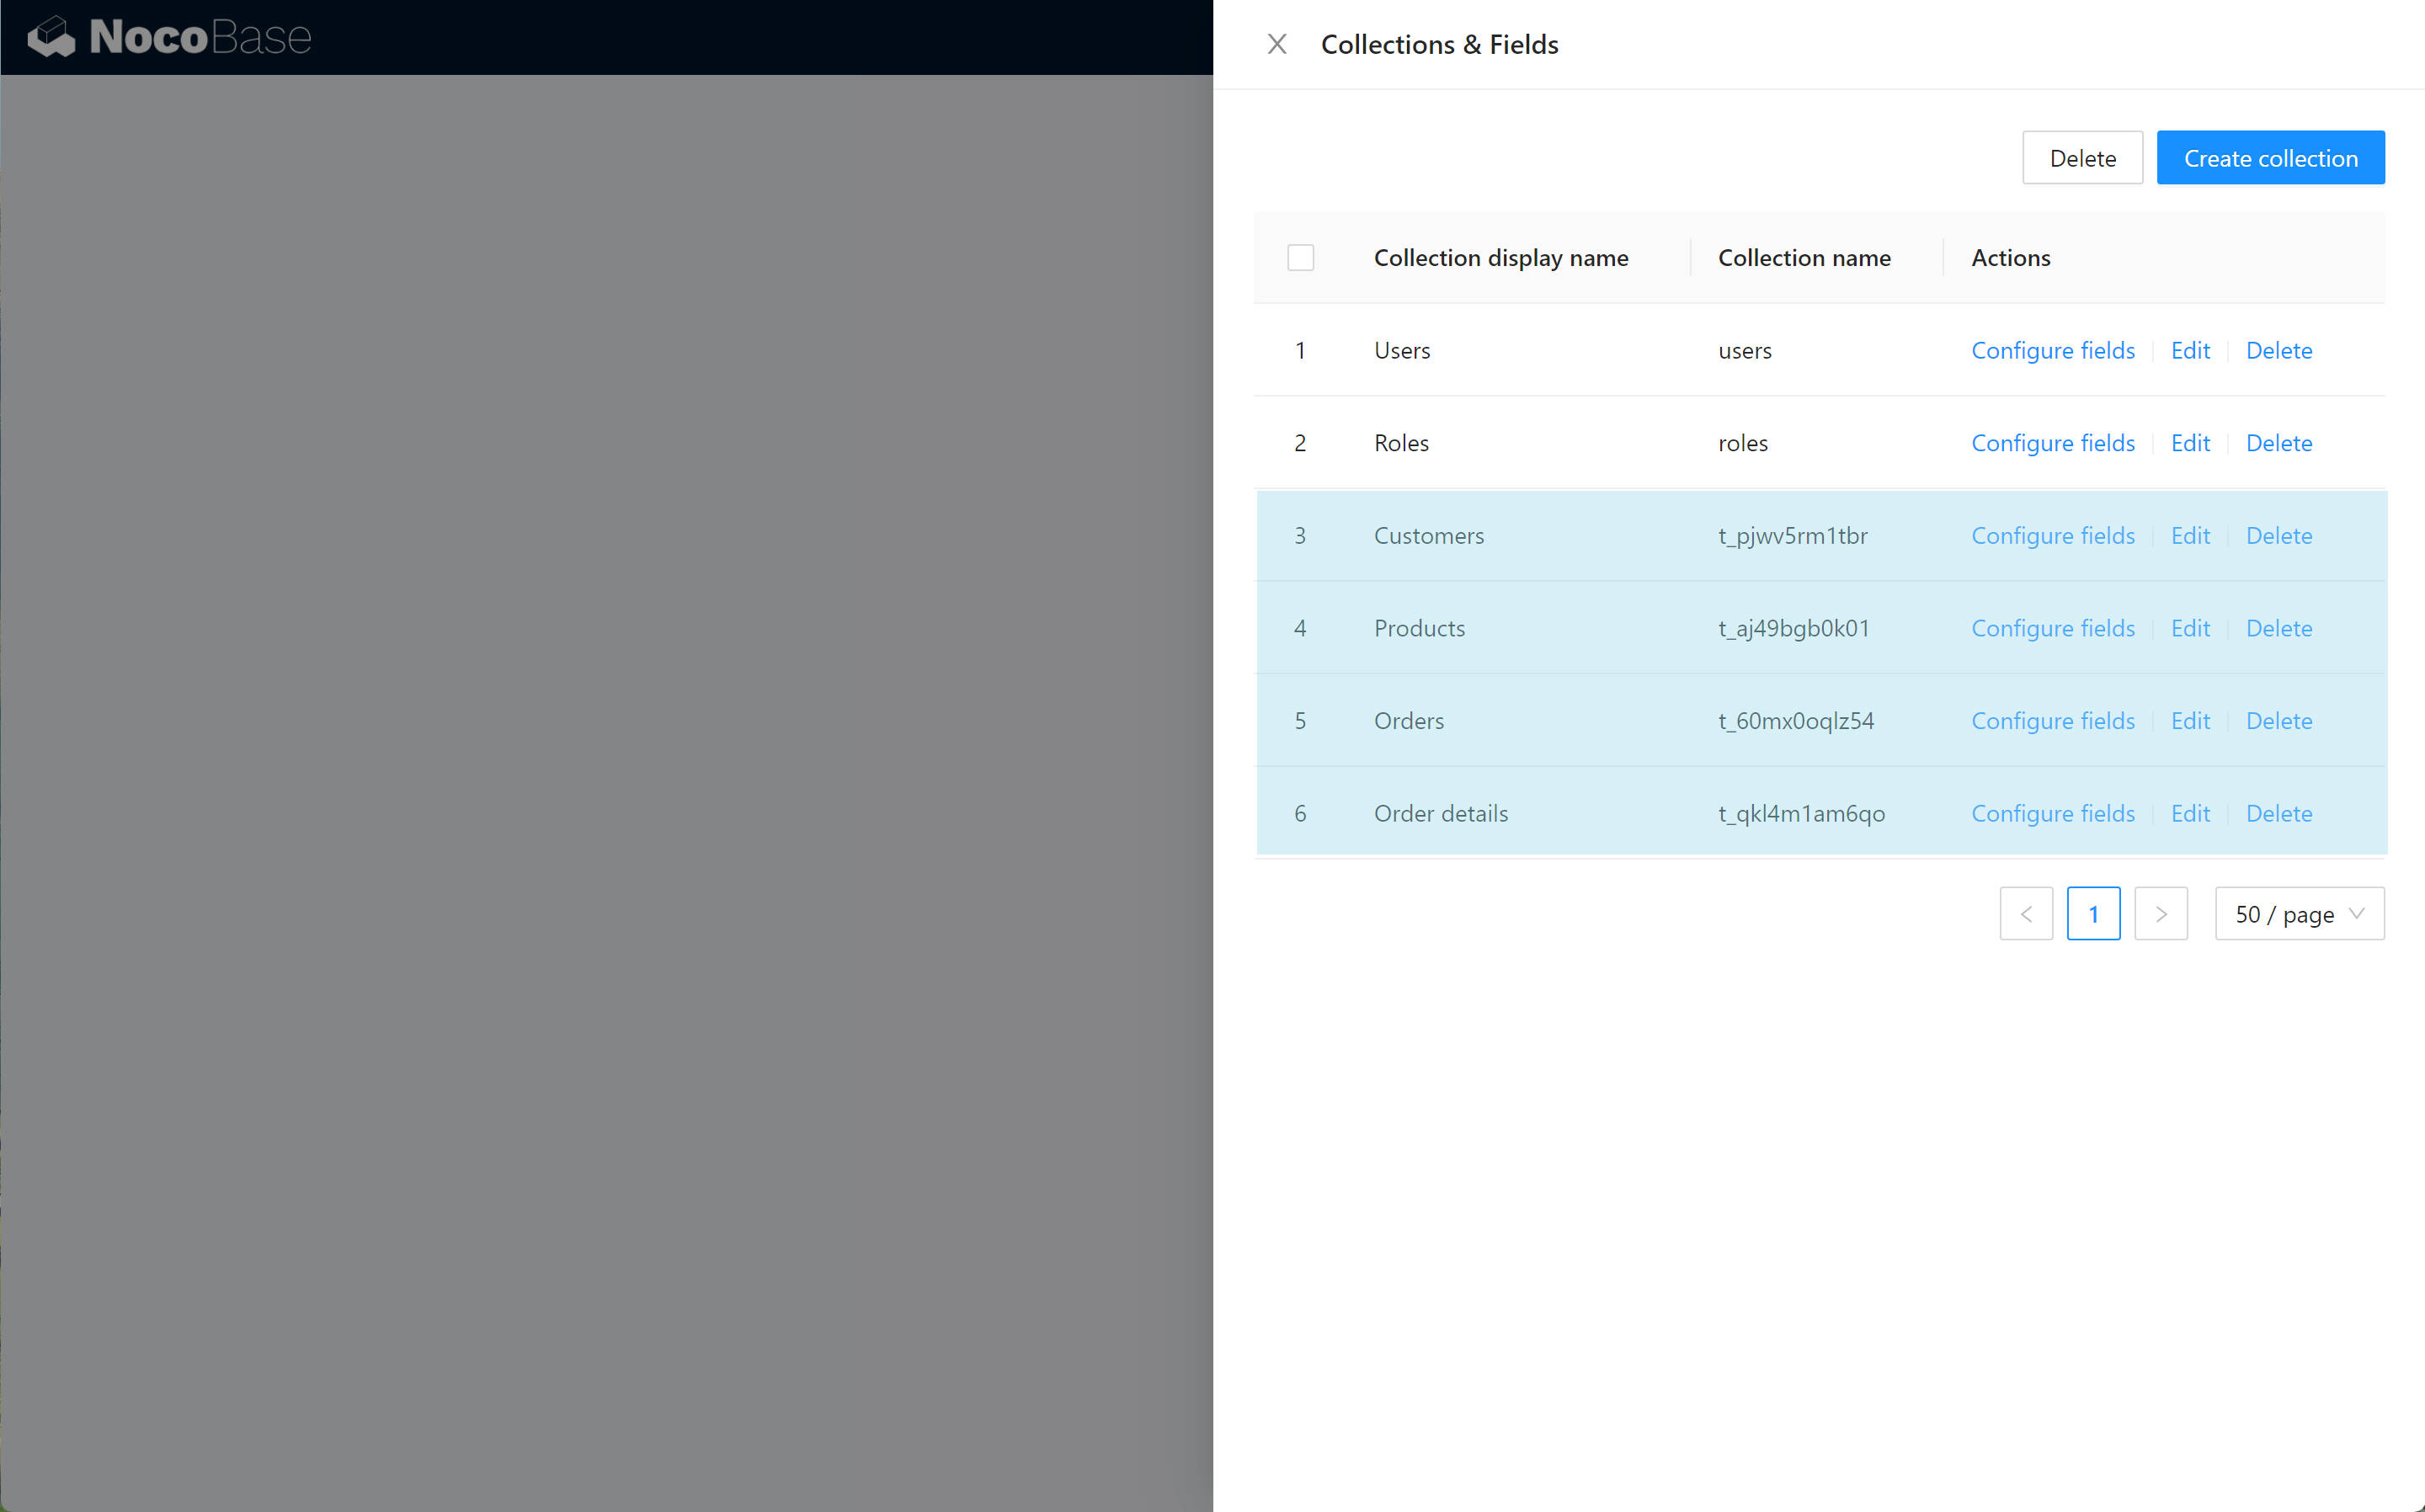 NocoBase
Collections & Fields
Delete Create collection
Collection display name Collection name Actions
1 Users users Configure fields Edit Delete
2 Roles roles Configure fields Edit Delete
3 Customers t_pjwv5rm1tbr Configure fields Edit Delete
4 Products t_aj49bgb0k01 Configure fields Edit Delete
5 Orders t_60mx0oqlz54 Configure fields Edit Delete
6 Order details t_qkl4m1am6qo Configure fields Edit Delete
1 50 / page